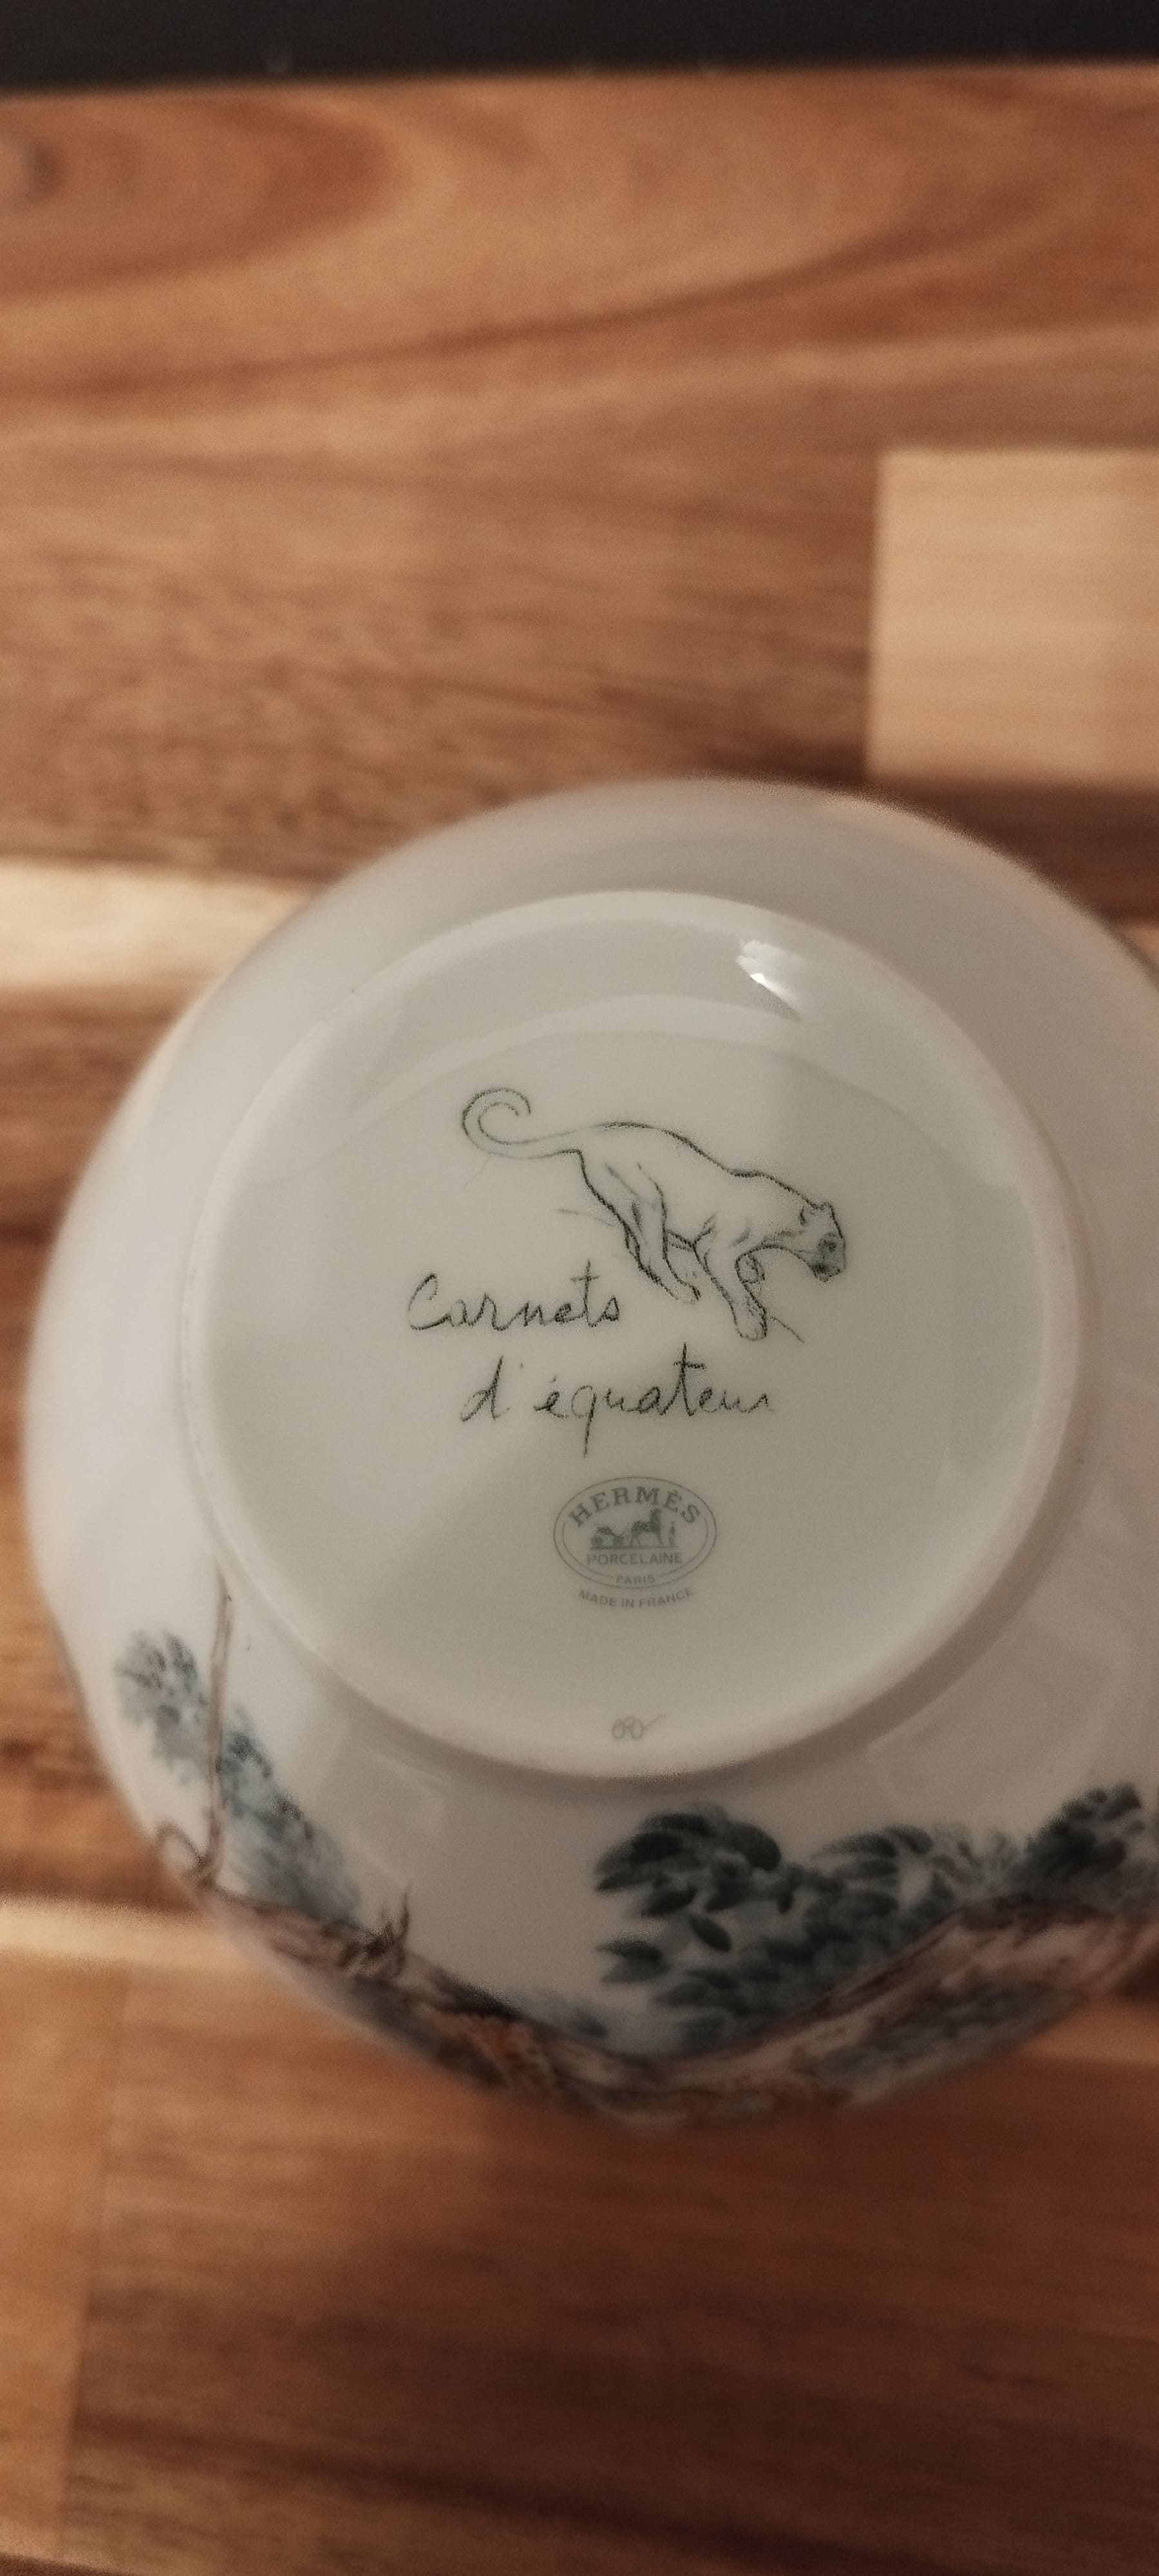 Carnets
d'équateur
HERMÈS
PORCELAINE
PARIS
MADE IN FRANCE